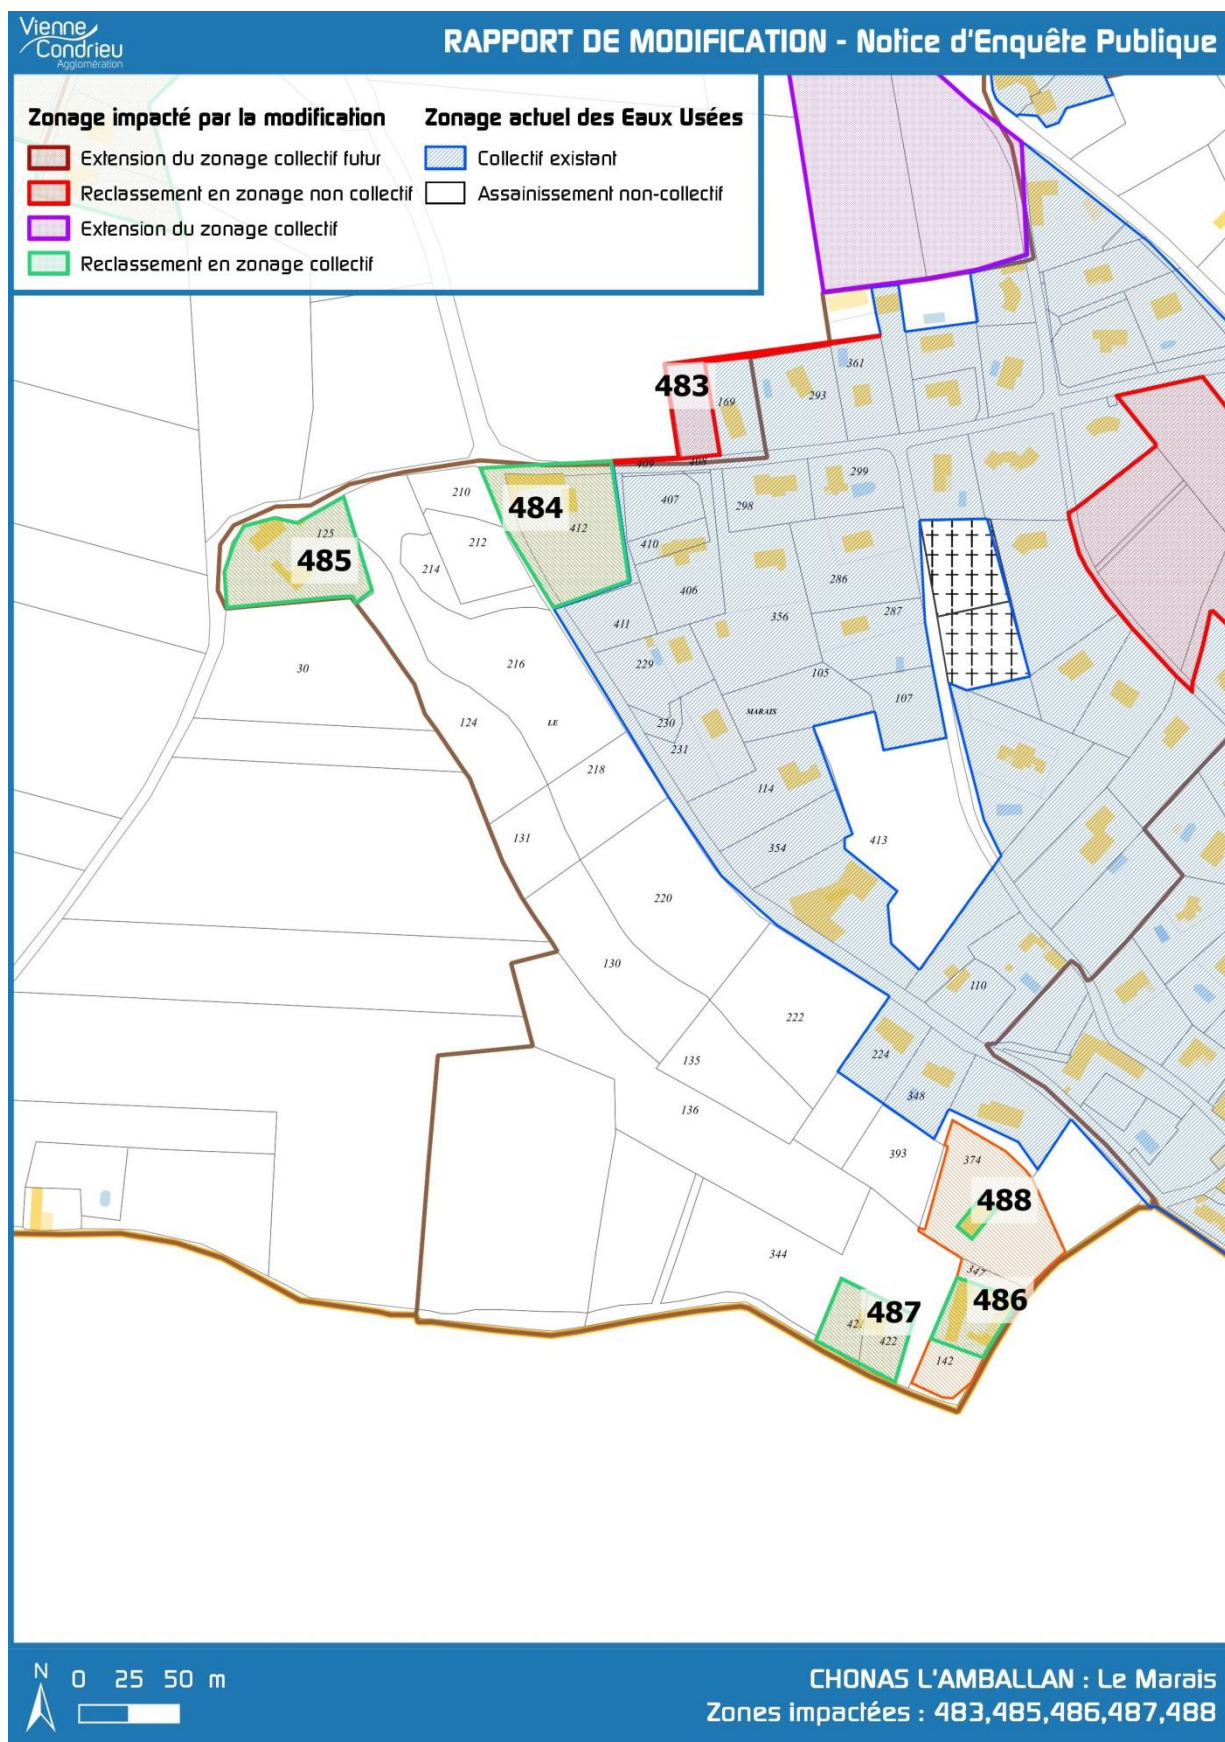 Vienne
Condrieu
Agglomération
RAPPORT DE MODIFICATION - Notice d'Enquête Publique
Zonage impacté par la modification
Extension du zonage collectif futur
Reclassement en zonage non collectif
Extension du zonage collectif
Reclassement en zonage collectif
Zonage actuel des Eaux Usées
Collectif existant
Assainissement non-collectif
361
483
169
293
409
408
299
210
484
412
407
298
125
485
212
410
214
286
406
411
356
287
216
229
105
30
107
124
LE
230
MARAIS
231
218
114
131
413
354
220
130
110
222
135
224
136
348
393
374
488
344
347
486
487
422
142
N
0 25 50 m
CHONAS L'AMBALLAN : Le Marais
Zones impactées : 483,485,486,487,488